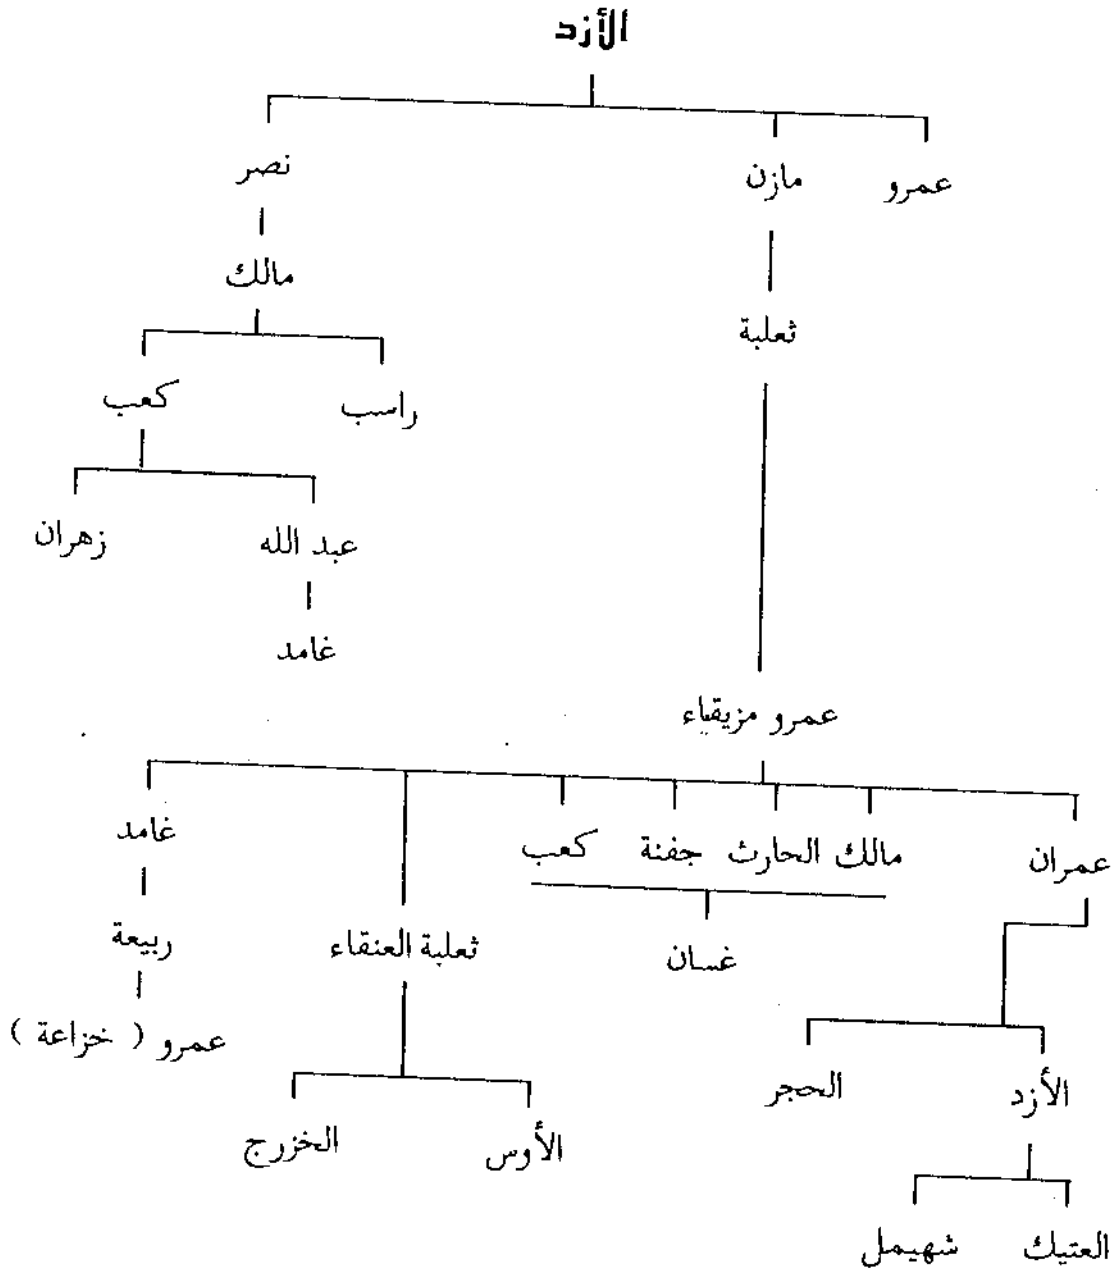 الأزد
عمرو
مازن
نصر
مالك
ثعلبة
راسب
كعب
عبد الله
زهران
غامد
عمرو مزيقياء
عمران
مالك
الحارث
جفنة
كعب
غامد
غسان
ثعلبة العنقاء
ربيعة
عمرو ( خزاعة )
الأزد
الحجر
الأوس
الخزرج
العتيك
شهيمل